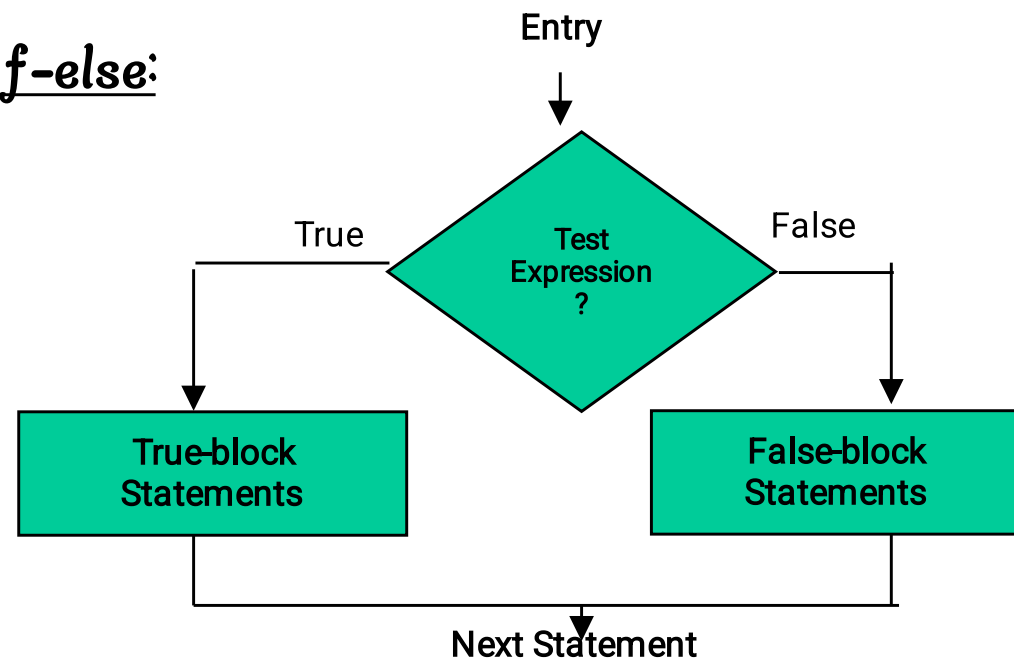 Entry
f-else:
True
False
Test
Expression
?
True-block
Statements
False-block
Statements
Next Statement